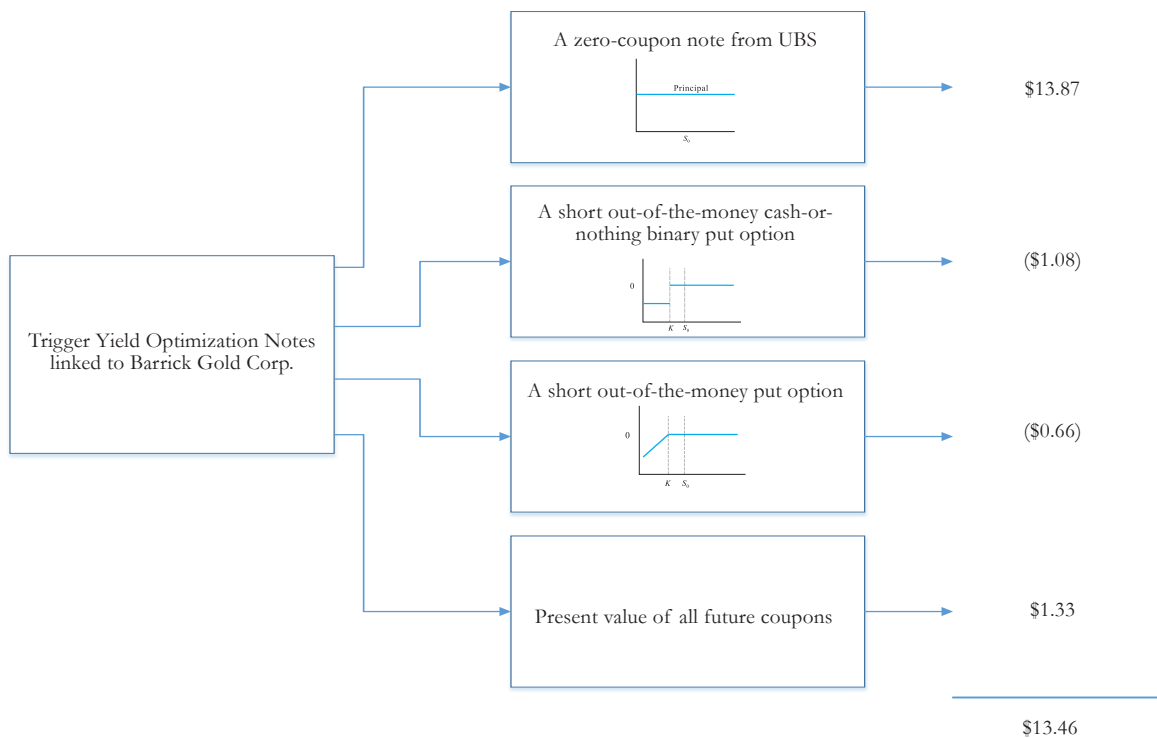 A zero-coupon note from UBS
Principal
S0
$13.87
A short out-of-the-money cash-or-
nothing binary put option
0
K S0
($1.08)
Trigger Yield Optimization Notes
linked to Barrick Gold Corp.
A short out-of-the-money put option
0
K S0
($0.66)
Present value of all future coupons
$1.33
$13.46